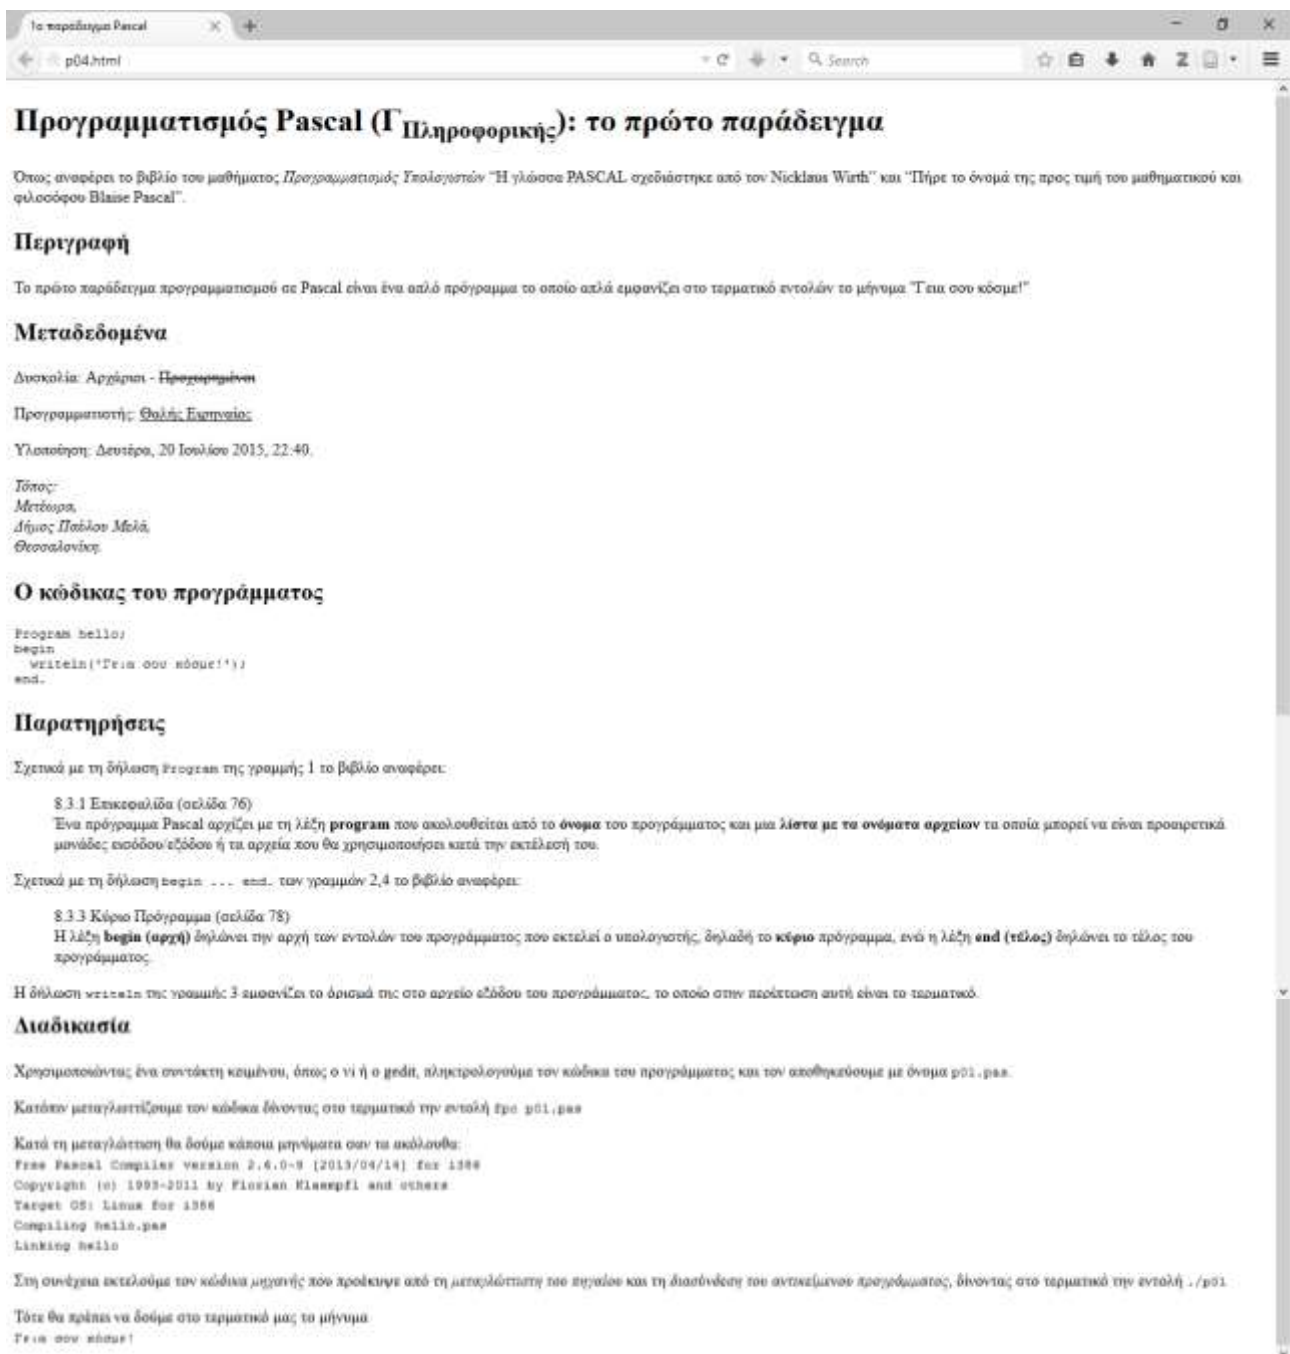 1ο παράδειγμα Pascal
p04.html
Search
Προγραμματισμός Pascal (ΓΠληροφορικής): το πρώτο παράδειγμα
Όπως αναφέρει το βιβλίο του μαθήματος Προγραμματισμός Υπολογιστών “Η γλώσσα PASCAL σχεδιάστηκε από τον Nicklaus Wirth” και “Πήρε το όνομά της προς τιμή του μαθηματικού και
φιλοσόφου Blaise Pascal”.
Περιγραφή
Το πρώτο παράδειγμα προγραμματισμού σε Pascal είναι ένα απλό πρόγραμμα το οποίο απλά εμφανίζει στο τερματικό εντολών το μήνυμα "Γεια σου κόσμε!"
Μεταδεδομένα
Δυσκολία: Αρχάριοι - Προχωρημένοι
Προγραμματιστής: Θαλής Ειρηναίος
Υλοποίηση: Δευτέρα, 20 Ιουλίου 2015, 22:40.
Τόπος:
Μετέωρα,
Δήμος Παύλου Μελά,
Θεσσαλονίκη.
Ο κώδικας του προγράμματος
Program hello;
begin
writeln('Γεια σου κόσμε!');
end.
Παρατηρήσεις
Σχετικά με τη δήλωση Program της γραμμής 1 το βιβλίο αναφέρει:
8.3.1 Επικεφαλίδα (σελίδα 76)
Ένα πρόγραμμα Pascal αρχίζει με τη λέξη program που ακολουθείται από το όνομα του προγράμματος και μια λίστα με τα ονόματα αρχείων τα οποία μπορεί να είναι προαιρετικά
μονάδες εισόδου/εξόδου ή τα αρχεία που θα χρησιμοποιήσει κατά την εκτέλεσή του.
Σχετικά με τη δήλωση begin ... end. των γραμμών 2,4 το βιβλίο αναφέρει:
8.3.3 Κύριο Πρόγραμμα (σελίδα 78)
Η λέξη begin (αρχή) δηλώνει την αρχή των εντολών του προγράμματος που εκτελεί ο υπολογιστής, δηλαδή το κύριο πρόγραμμα, ενώ η λέξη end (τέλος) δηλώνει το τέλος του
προγράμματος.
Η δήλωση writeln της γραμμής 3 εμφανίζει το όρισμά της στο αρχείο εξόδου του προγράμματος, το οποίο στην περίπτωση αυτή είναι το τερματικό.
Διαδικασία
Χρησιμοποιώντας ένα συντάκτη κειμένου, όπως ο vi ή ο gedit, πληκτρολογούμε τον κώδικα του προγράμματος και τον αποθηκεύουμε με όνομα p01.pas.
Κατόπιν μεταγλωττίζουμε τον κώδικα δίνοντας στο τερματικό την εντολή fpc p01.pas
Κατά τη μεταγλώττιση θα δούμε κάποια μηνύματα σαν τα ακόλουθα:
Free Pascal Compiler version 2.6.0-9 [2013/04/14] for i386
Copyright (c) 1993-2011 by Florian Klaempfl and others
Target OS: Linux for i386
Compiling hello.pas
Linking hello
Στη συνέχεια εκτελούμε τον κώδικα μηχανής που προέκυψε από τη μεταγλώττιση του πηγαίου και τη διασύνδεση του αντικείμενου προγράμματος, δίνοντας στο τερματικό την εντολή ./p01
Τότε θα πρέπει να δούμε στο τερματικό μας το μήνυμα
Γεια σου κόσμε!